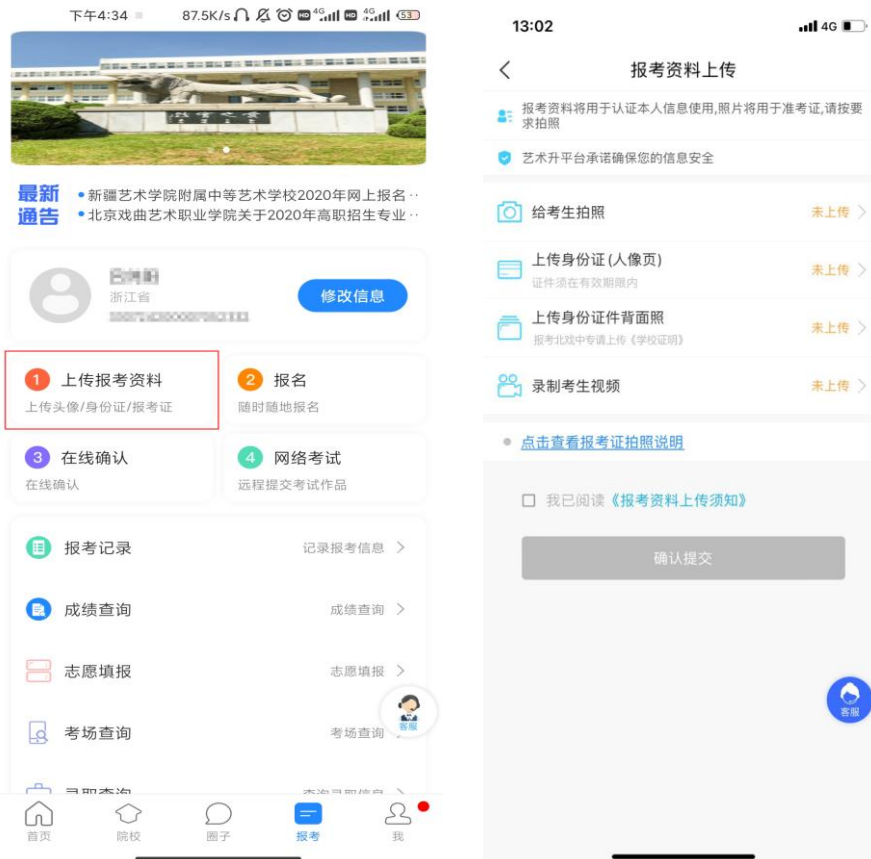 下午4:34
87.5K/s
HD 4G HD 4G 53
最新通告
新疆艺术学院附属中等艺术学校2020年网上报名··
北京戏曲艺术职业学院关于2020年高职招生专业··
浙江省
修改信息
1 上传报考资料
上传头像/身份证/报考证
2 报名
随时随地报名
3 在线确认
在线确认
4 网络考试
远程提交考试作品
报考记录 记录报考信息
成绩查询 成绩查询
志愿填报 志愿填报
考场查询 考场查询
客服
录取查询 查询录取信息
首页 院校 圈子 报考 我
13:02 4G
报考资料上传
报考资料将用于认证本人信息使用,照片将用于准考证,请按要
求拍照
艺术升平台承诺确保您的信息安全
给考生拍照 未上传
上传身份证(人像页) 未上传
证件须在有效期限内
上传身份证件背面照 未上传
报考北戏中专请上传《学校证明》
录制考生视频 未上传
点击查看报考证拍照说明
我已阅读《报考资料上传须知》
确认提交
客服